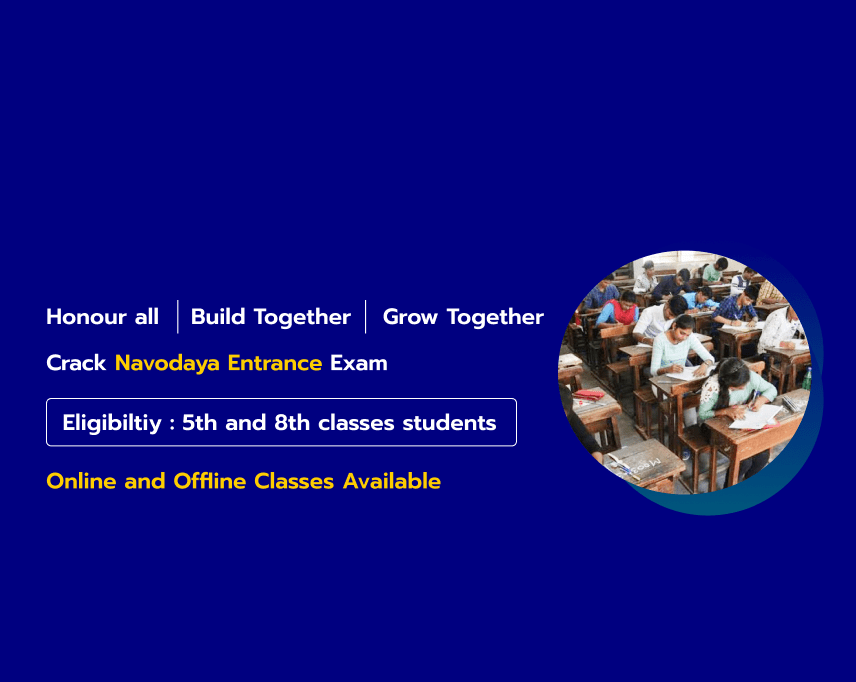 Honour all | Build Together | Grow Together
Crack Navodaya Entrance Exam
Eligibiltiy : 5th and 8th classes students
Online and Offline Classes Available